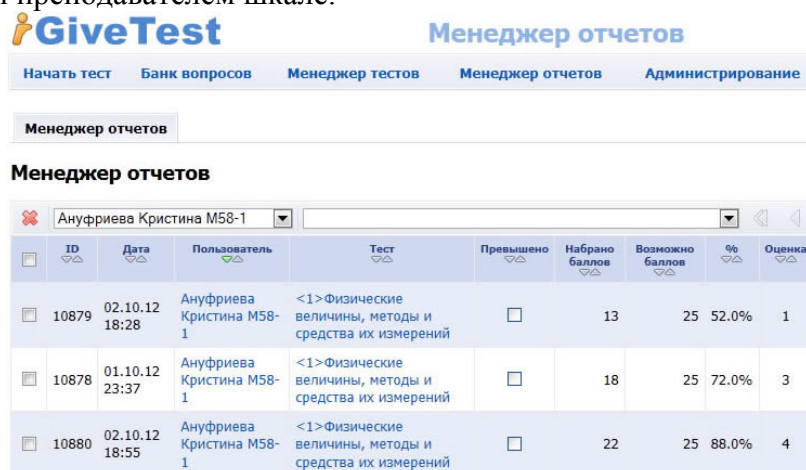 преподавателем шкале.
iGiveTest Менеджер отчетов
Начать тест Банк вопросов Менеджер тестов Менеджер отчетов Администрирование
Менеджер отчетов
Менеджер отчетов
Ануфриева Кристина М58-1
ID Дата Пользователь Тест Превышено Набрано баллов Возможно баллов % Оценка
10879 02.10.12 18:28 Ануфриева Кристина М58-1 <1>Физические величины, методы и средства их измерений 13 25 52.0% 1
10878 01.10.12 23:37 Ануфриева Кристина М58-1 <1>Физические величины, методы и средства их измерений 18 25 72.0% 3
10880 02.10.12 18:55 Ануфриева Кристина М58-1 <1>Физические величины, методы и средства их измерений 22 25 88.0% 4